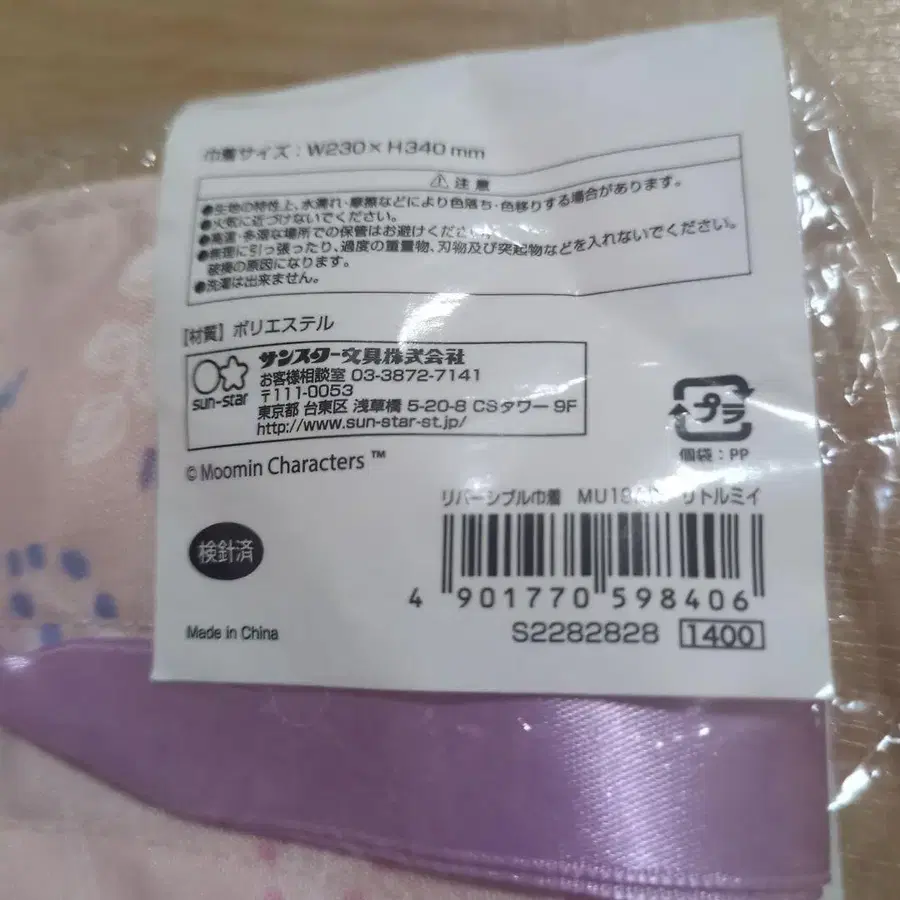 巾着サイズ：W230×H340mm
⚠注意
●生地の特性上、水濡れ・摩擦などにより色落ち・色移りする場合があります。
●火気に近づけないでください。
●高温・多湿な場所での保管はお避けください。
●無理に引っ張ったり、過度の重量物、刃物及び突起物などを入れないでください。
破損の原因になります。
●洗濯は出来ません。
【材質】ポリエステル
サンスター文具株式会社
sun-star
お客様相談室 03-3872-7141
〒111-0053
東京都 台東区 浅草橋 5-20-8 CSタワー 9F
http://www.sun-star-st.jp/
プラ
個袋：PP
© Moomin Characters ™
リバーシブル巾着 リトルミイ
検針済
4 901770 598406
Made in China
S2282828 1400